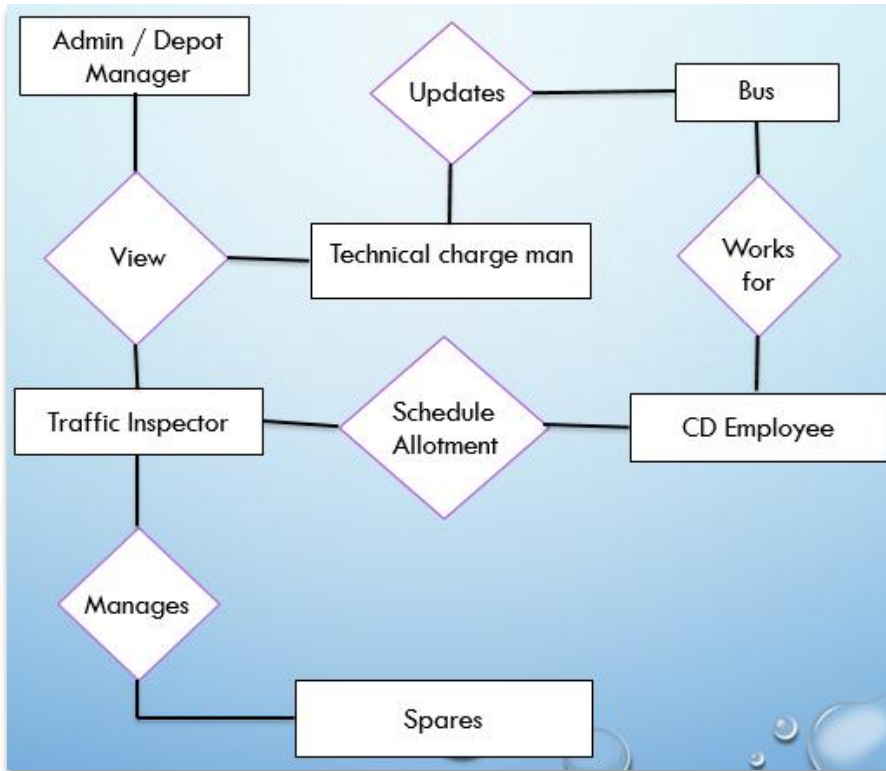 Admin / Depot
Manager
Updates
Bus
View
Technical charge man
Works
for
Traffic Inspector
Schedule
Allotment
CD Employee
Manages
Spares